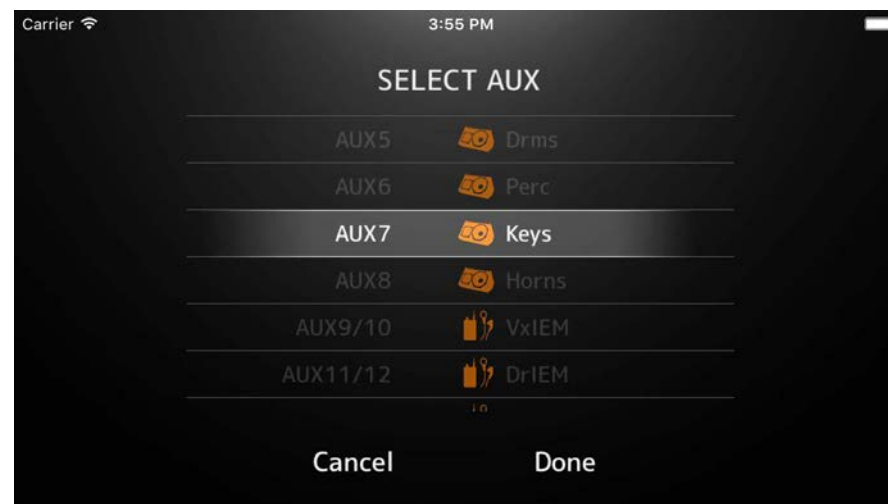 Carrier 3:55 PM
SELECT AUX
AUX5 Drms
AUX6 Perc
AUX7 Keys
AUX8 Horns
AUX9/10 VxIEM
AUX11/12 DrIEM
Cancel Done